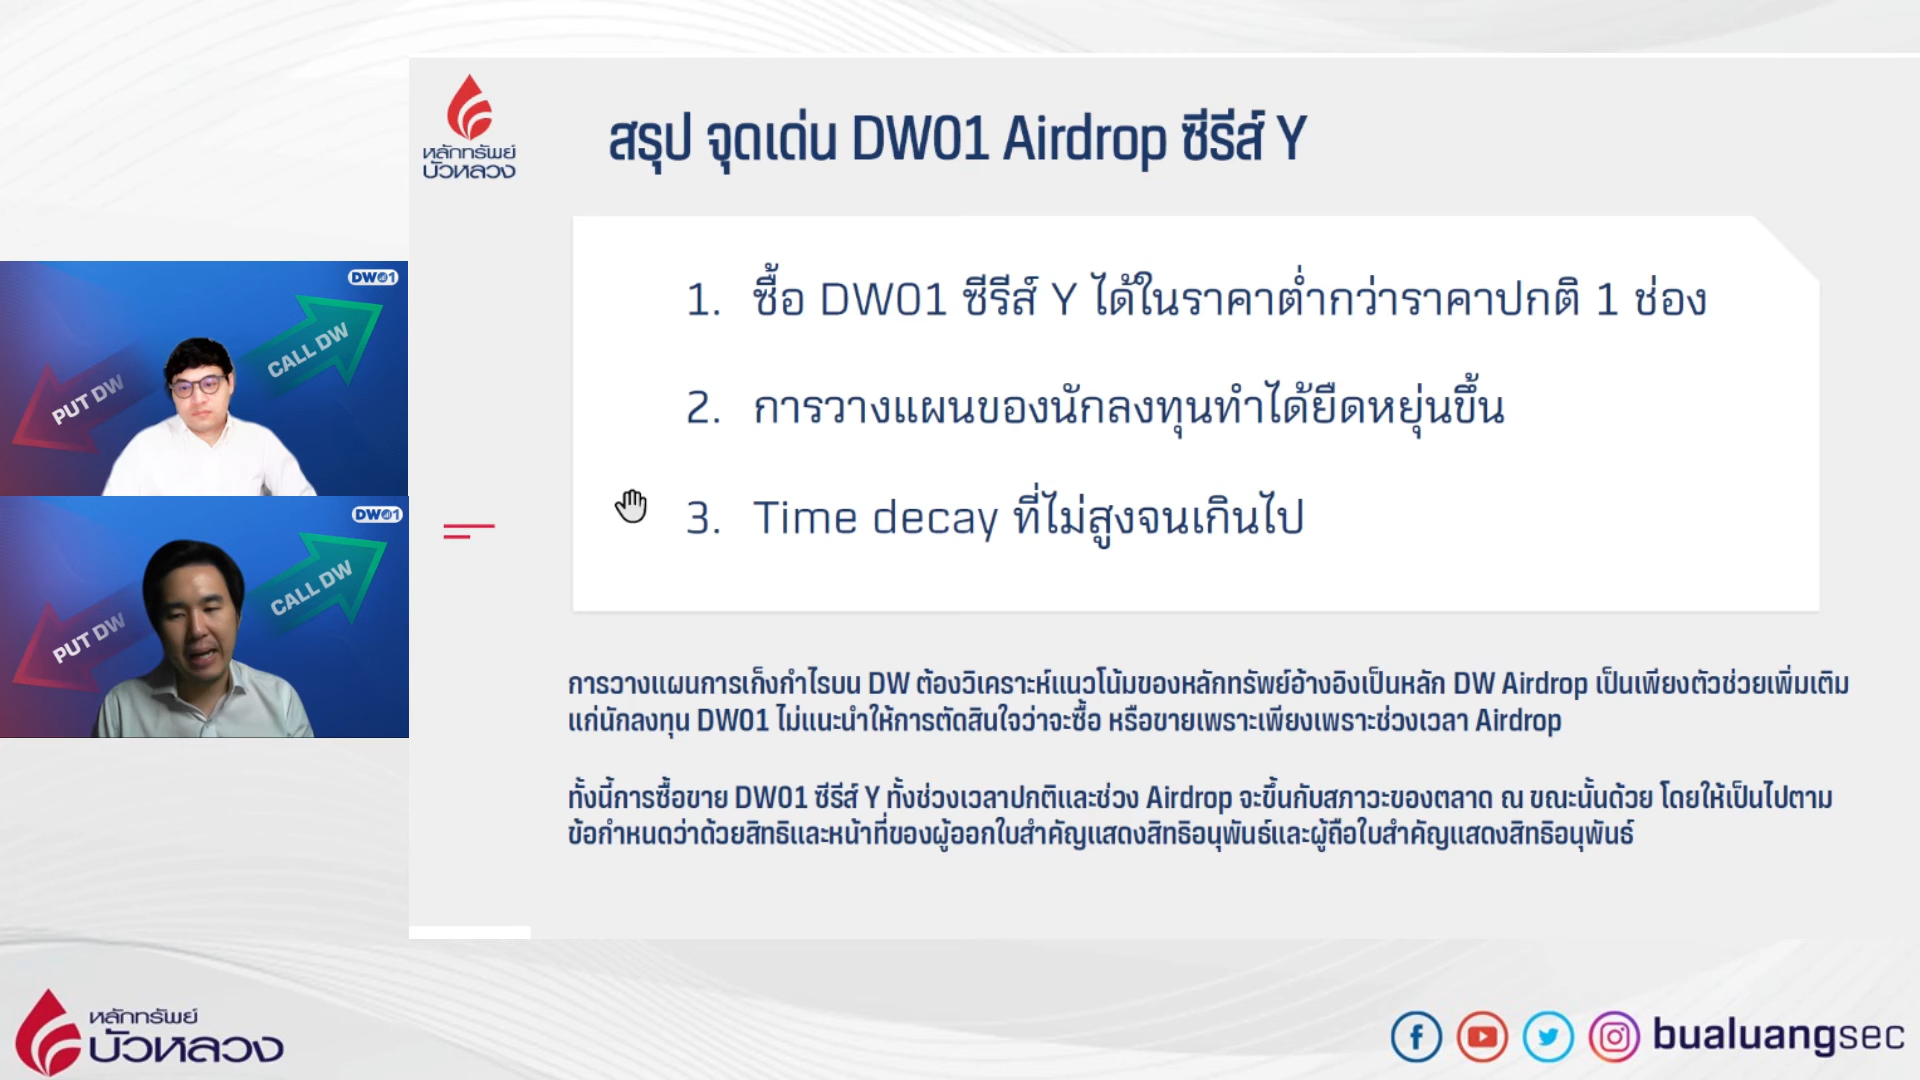 หลักทรัพย์
บัวหลวง
สรุป จุดเด่น DW01 Airdrop ซีรีส์ Y
1. ซื้อ DW01 ซีรีส์ Y ได้ในราคาต่ำกว่าราคาปกติ 1 ช่อง
2. การวางแผนของนักลงทุนทำได้ยืดหยุ่นขึ้น
3. Time decay ที่ไม่สูงจนเกินไป
การวางแผนการเก็งกำไรบน DW ต้องวิเคราะห์แนวโน้มของหลักทรัพย์อ้างอิงเป็นหลัก DW Airdrop เป็นเพียงตัวช่วยเพิ่มเติม
แก่นักลงทุน DW01 ไม่แนะนำให้การตัดสินใจว่าจะซื้อ หรือขายเพราะเพียงเพราะช่วงเวลา Airdrop
ทั้งนี้การซื้อขาย DW01 ซีรีส์ Y ทั้งช่วงเวลาปกติและช่วง Airdrop จะขึ้นกับสภาวะของตลาด ณ ขณะนั้นด้วย โดยให้เป็นไปตาม
ข้อกำหนดว่าด้วยสิทธิและหน้าที่ของผู้ออกใบสำคัญแสดงสิทธิอนุพันธ์และผู้ถือใบสำคัญแสดงสิทธิอนุพันธ์
DW01
CALL DW
PUT DW
DW01
CALL DW
PUT DW
หลักทรัพย์
บัวหลวง
bualuangsec